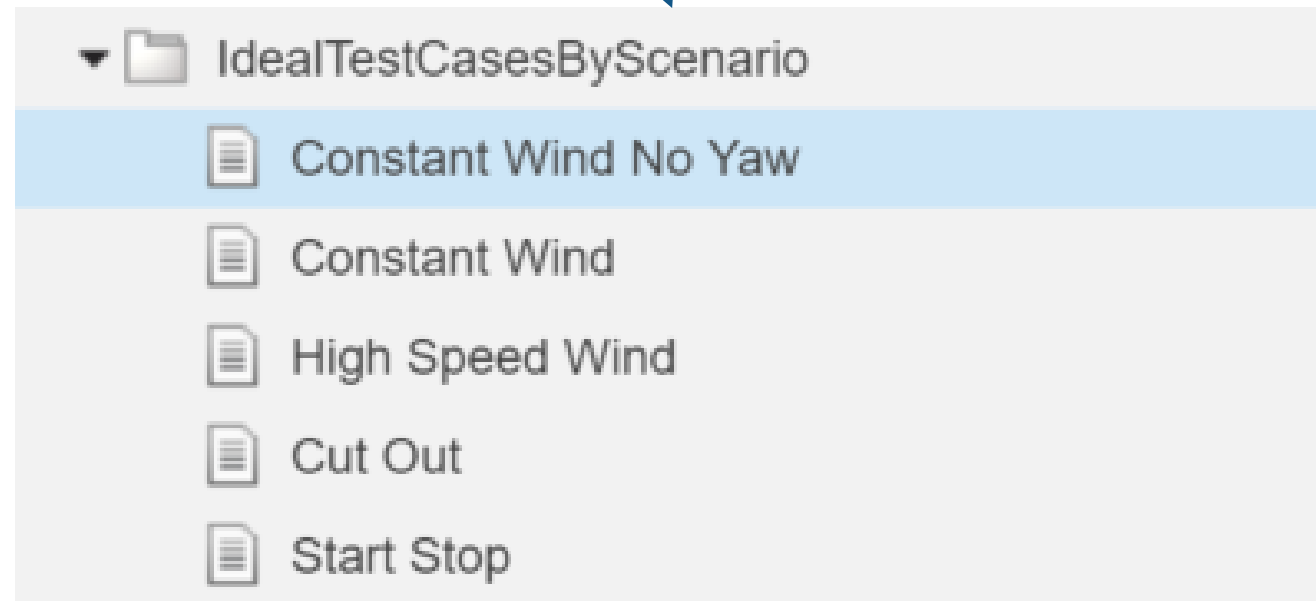 IdealTestCasesByScenario
Constant Wind No Yaw
Constant Wind
High Speed Wind
Cut Out
Start Stop